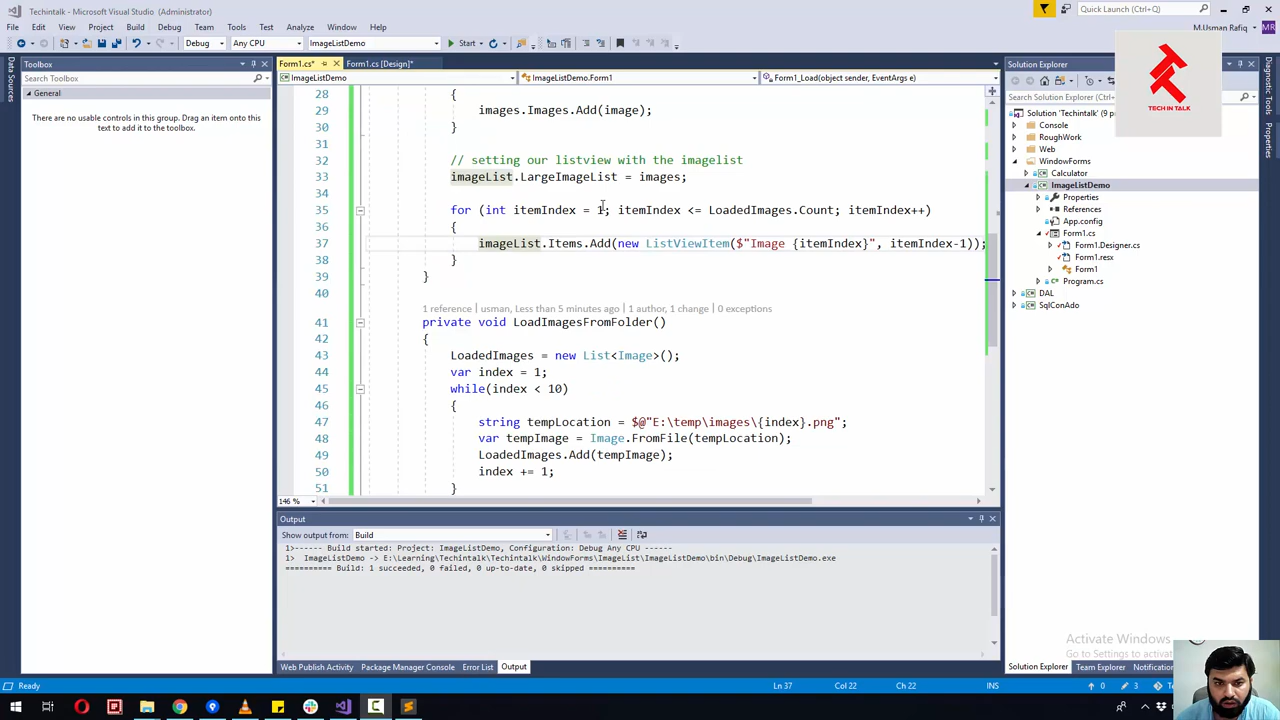 Techintalk - Microsoft Visual Studio (Administrator)
Quick Launch (Ctrl+Q)
File Edit View Project Build Debug Team Tools Test Analyze Window Help
M.Usman Rafiq MR
Debug Any CPU ImageListDemo Start
TECH IN TALK
Data Sources
Toolbox
Search Toolbox
General
There are no usable controls in this group. Drag an item onto this
text to add it to the toolbox.
Form1.cs* Form1.cs [Design]*
ImageListDemo ImageListDemo.Form1 Form1_Load(object sender, EventArgs e)
28 {
29 images.Images.Add(image);
30 }
31
32 // setting our listview with the imagelist
33 imageList.LargeImageList = images;
34
35 for (int itemIndex = 1; itemIndex <= LoadedImages.Count; itemIndex++)
36 {
37 imageList.Items.Add(new ListViewItem($"Image {itemIndex}", itemIndex-1));
38 }
39 }
40
1 reference | usman, Less than 5 minutes ago | 1 author, 1 change | 0 exceptions
41 private void LoadImagesFromFolder()
42 {
43 LoadedImages = new List<Image>();
44 var index = 1;
45 while(index < 10)
46 {
47 string tempLocation = $@"E:\temp\images\{index}.png";
48 var tempImage = Image.FromFile(tempLocation);
49 LoadedImages.Add(tempImage);
50 index += 1;
51 }
146 %
Output
Show output from: Build
1>------ Build started: Project: ImageListDemo, Configuration: Debug Any CPU ------
1> ImageListDemo -> E:\Learning\Techintalk\Techintalk\WindowForms\ImageList\ImageListDemo\bin\Debug\ImageListDemo.exe
========== Build: 1 succeeded, 0 failed, 0 up-to-date, 0 skipped ==========
Web Publish Activity Package Manager Console Error List Output
Solution Explorer
Search Solution Explorer (Ctrl+
Solution 'Techintalk' (9 p
Console
RoughWork
Web
WindowForms
Calculator
ImageListDemo
Properties
References
App.config
Form1.cs
Form1.Designer.cs
Form1.resx
Form1
Program.cs
DAL
SqlConAdo
Diagnostic Tools
Properties
Activate Windows
Go to Settings to activat
Solution Explorer Team Explorer Notification
Ready Ln 37 Col 22 Ch 22 INS 0 3